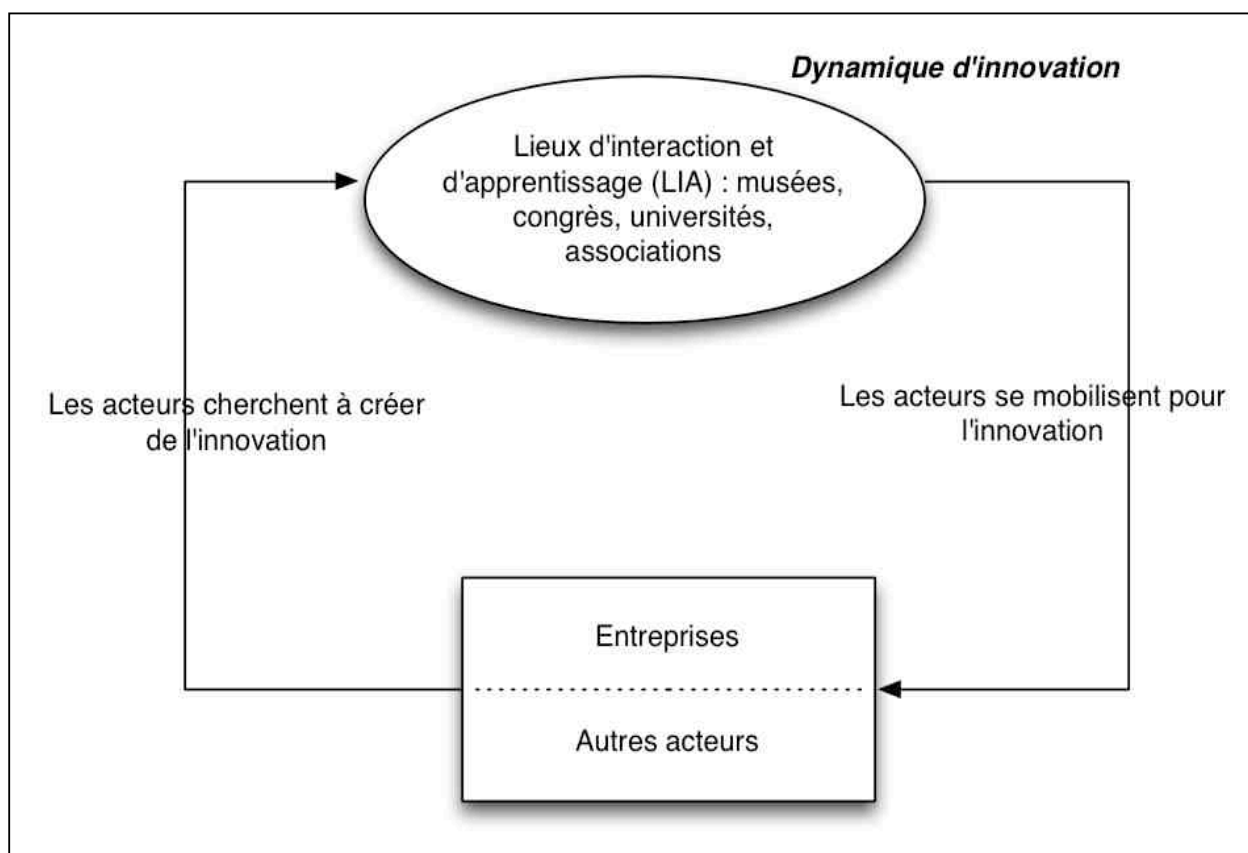 Dynamique d'innovation
Lieux d'interaction et
d'apprentissage (LIA) : musées,
congrès, universités,
associations
Les acteurs cherchent à créer
de l'innovation
Les acteurs se mobilisent pour
l'innovation
Entreprises
Autres acteurs